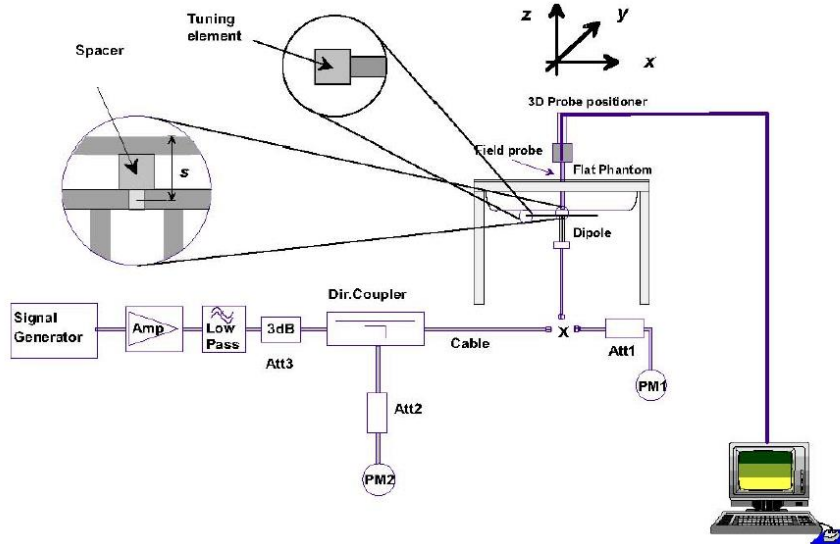 Tuning
element
z
y
x
Spacer
3D Probe positioner
Field probe
Flat Phantom
s
Dipole
Dir.Coupler
Signal
Generator
Amp
Low
Pass
3dB
Cable
X
Att3
Att1
PM1
Att2
PM2